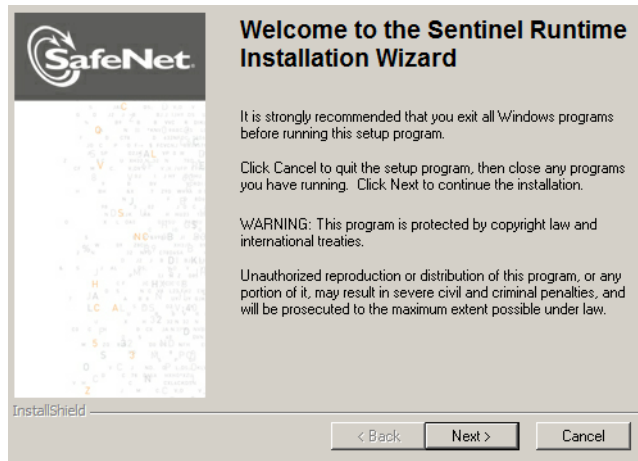 SafeNet.
Welcome to the Sentinel Runtime
Installation Wizard
It is strongly recommended that you exit all Windows programs
before running this setup program.
Click Cancel to quit the setup program, then close any programs
you have running. Click Next to continue the installation.
WARNING: This program is protected by copyright law and
international treaties.
Unauthorized reproduction or distribution of this program, or any
portion of it, may result in severe civil and criminal penalties, and
will be prosecuted to the maximum extent possible under law.
InstallShield
< Back
Next >
Cancel